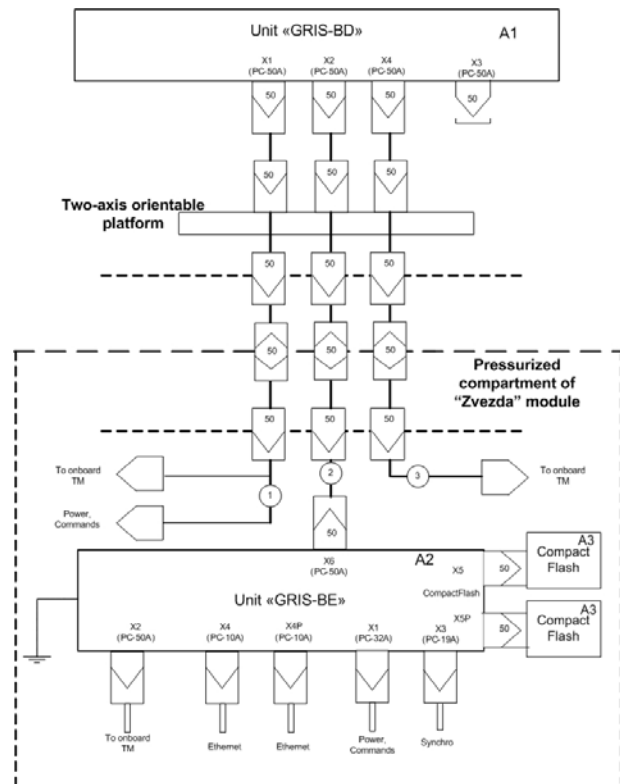 Unit «GRIS-BD»
A1
X1
(PC-50A)
X2
(PC-50A)
X4
(PC-50A)
X3
(PC-50A)
50
50
50
50
50
50
50
Two-axis orientable
platform
50
50
50
50
50
50
Pressurized
compartment of
“Zvezda” module
50
50
50
To onboard
TM
1
2
3
To onboard
TM
Power,
Commands
50
X6
(PC-50A)
A2
X5
CompactFlash
50
A3
Compact
Flash
Unit «GRIS-BE»
X5P
50
A3
Compact
Flash
X2
(PC-50A)
X4
(PC-10A)
X4P
(PC-10A)
X1
(PC-32A)
X3
(PC-19A)
To onboard
TM
Ethernet
Ethernet
Power,
Commands
Synchro